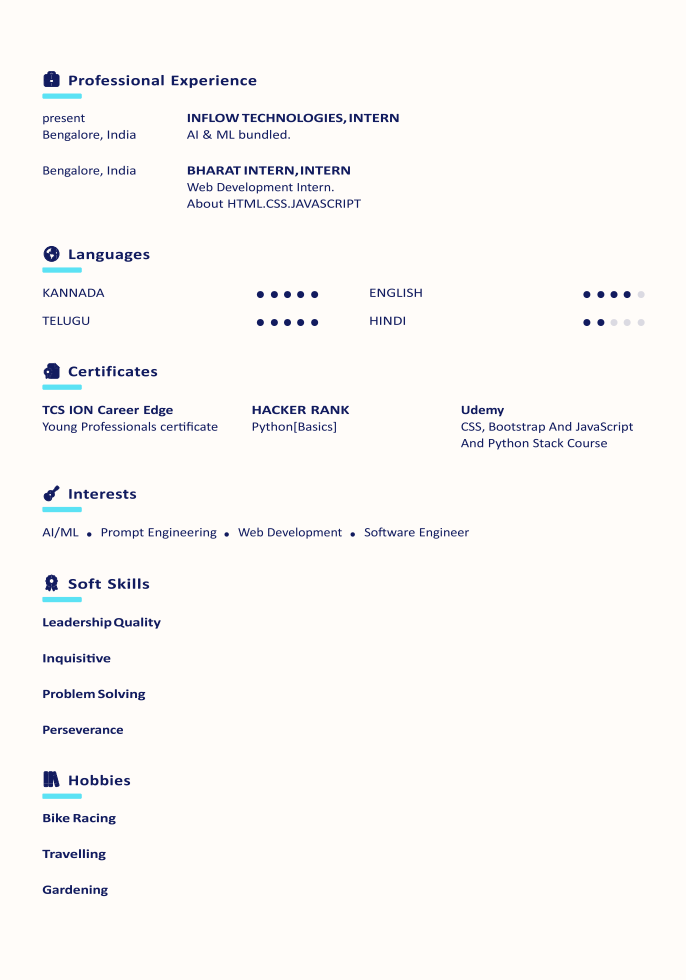 Professional Experience
present
Bengalore, India
INFLOW TECHNOLOGIES, INTERN
AI & ML bundled.
Bengalore, India
BHARAT INTERN, INTERN
Web Development Intern.
About HTML.CSS.JAVASCRIPT
Languages
KANNADA
ENGLISH
TELUGU
HINDI
Certificates
TCS ION Career Edge
Young Professionals certificate
HACKER RANK
Python[Basics]
Udemy
CSS, Bootstrap And JavaScript
And Python Stack Course
Interests
AI/ML • Prompt Engineering • Web Development • Software Engineer
Soft Skills
Leadership Quality
Inquisitive
Problem Solving
Perseverance
Hobbies
Bike Racing
Travelling
Gardening